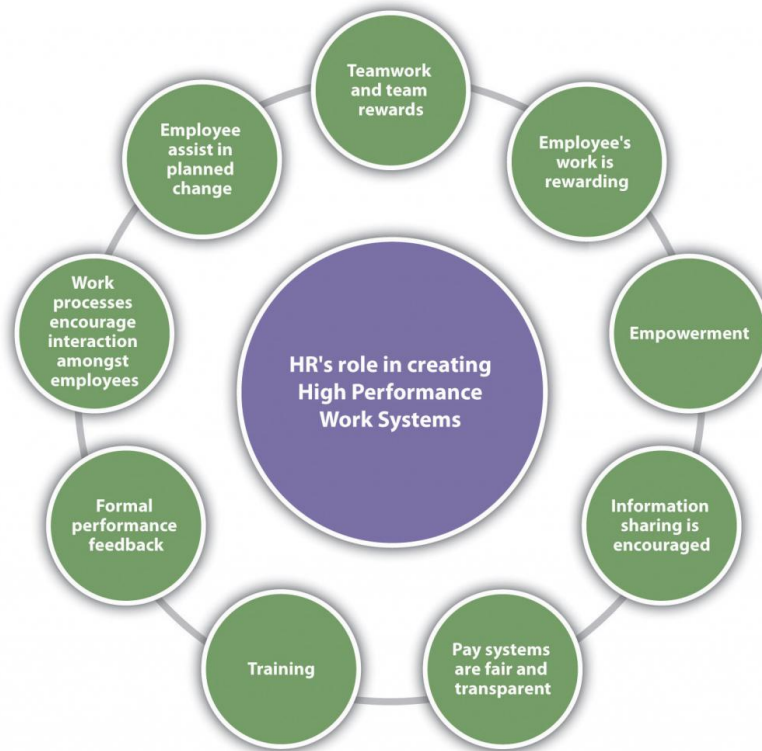 Teamwork
and team
rewards
Employee's
work is
rewarding
Empowerment
Information
sharing is
encouraged
Pay systems
are fair and
transparent
Training
Formal
performance
feedback
Work
processes
encourage
interaction
amongst
employees
Employee
assist in
planned
change
HR's role in creating
High Performance
Work Systems